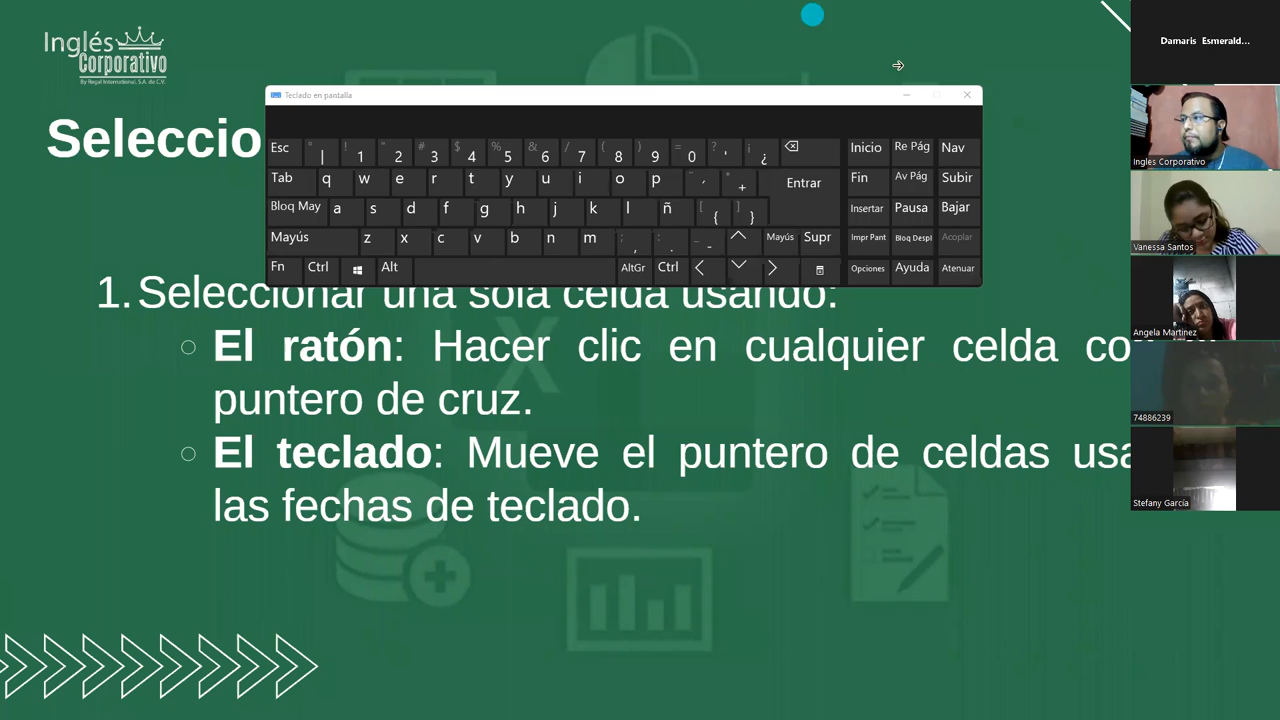 Inglés
Corporativo
By Regal International, S.A. de C.V.
Damaris Esmerald...
Teclado en pantalla
Seleccio
Esc ° | ! 1 " 2 # 3 $ 4 % 5 & 6 / 7 ( 8 ) 9 = 0 ? ' ¡ ¿ Inicio Re Pág Nav
Tab q w e r t y u i o p ¨ ´ * + Entrar Fin Av Pág Subir
Bloq May a s d f g h j k l ñ [ { ] } Insertar Pausa Bajar
Mayús z x c v b n m ; , : . _ - Mayús Supr Impr Pant Bloq Despl Acoplar
Fn Ctrl Alt AltGr Ctrl Opciones Ayuda Atenuar
Ingles Corporativo
Vanessa Santos
1. Seleccionar una sola celda usando:
Angela Martinez
El ratón: Hacer clic en cualquier celda co
puntero de cruz.
74886239
El teclado: Mueve el puntero de celdas usa
las fechas de teclado.
Stefany García